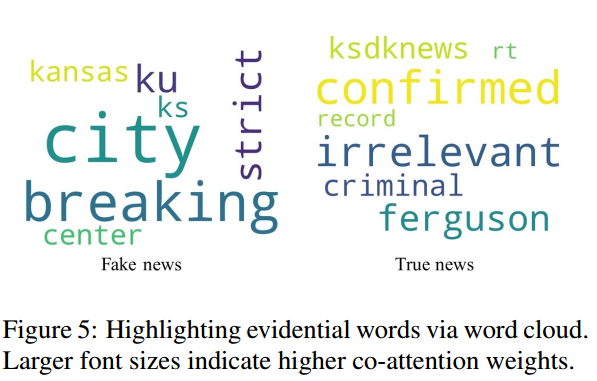 kansas ku
ks
city
strict
breaking
center
Fake news
ksdknews rt
confirmed
record
irrelevant
criminal
ferguson
True news
Figure 5: Highlighting evidential words via word cloud.
Larger font sizes indicate higher co-attention weights.